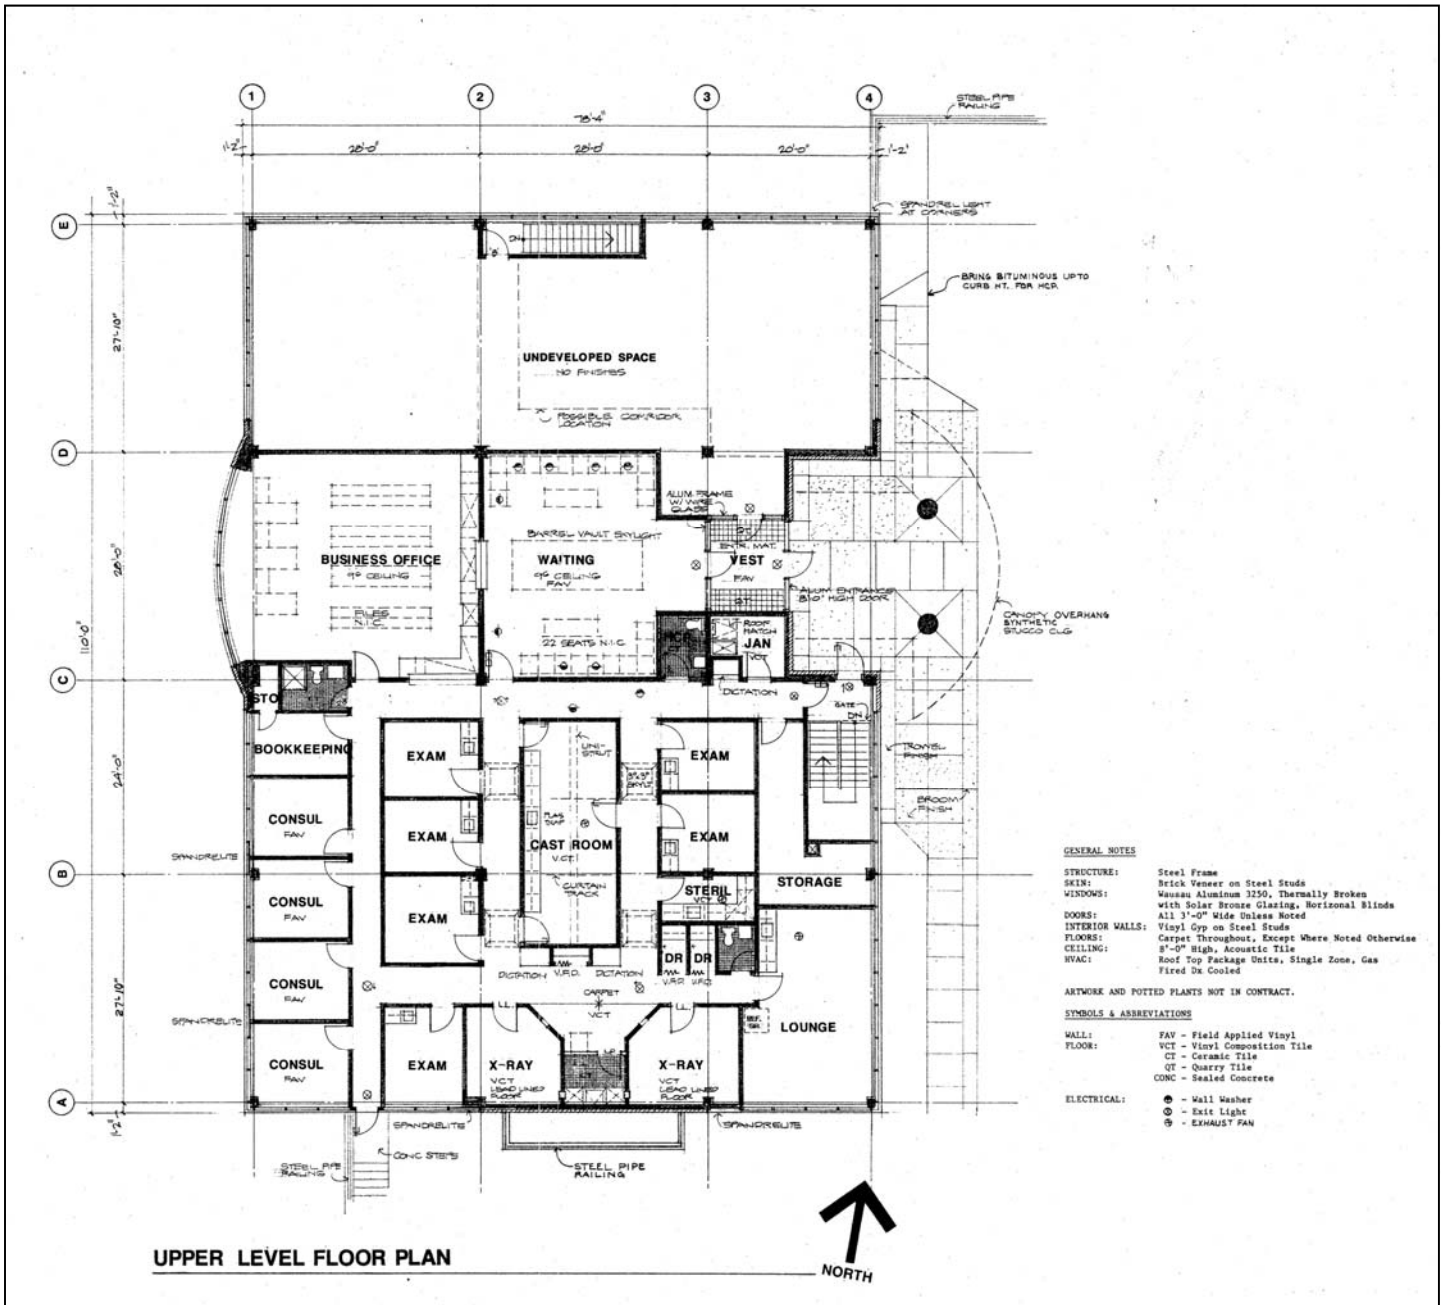 1
2
3
4
STEEL PIPE
RAILING
78'-4"
1'-2"
28'-0"
28'-0"
20'-0"
1'-2"
1'-2"
SPANDREL LIGHT
AT CORNERS
E
DN
BRING BITUMINOUS UP TO
CURB HT. FOR HCP.
27'-10"
UNDEVELOPED SPACE
NO FINISHES
POSSIBLE CORRIDOR
LOCATION
D
ALUM FRAME
W/ WIRE
GLASS
BARREL VAULT SKYLIGHT
ENTR. MAT.
BUSINESS OFFICE
9⁰ CEILING
WAITING
9⁰ CEILING
FAV
VEST
FAV
QT
28'-0"
ALUM ENTRANCE
8'-0" HIGH DOOR
FILES
N.I.C.
CANOPY OVERHANG
SYNTHETIC
STUCCO CLG
110'-0"
22 SEATS N.I.C.
HCP
ROOF
HATCH
JAN
VCT
C
STO
DICTATION
GATE
DN
BOOKKEEPING
EXAM
UNI-
STRUT
EXAM
TROWEL
FINISH
24'-0"
3'x3'
SKYLT
BROOM
FINISH
CONSUL
FAV
PLAS
TRAP
EXAM
CAST ROOM
V.C.T.
EXAM
SPANDRELITE
B
CURTAIN
TRACK
STERIL
VCT
STORAGE
CONSUL
FAV
EXAM
DR
DR
DICTATION
V.P.D.
DICTATION
CONSUL
FAV
CARPET
VCT
27'-10"
SPANDRELITE
REF.
LOUNGE
CONSUL
FAV
EXAM
X-RAY
VCT
LEAD LINED
FLOOR
UP
X-RAY
VCT
LEAD LINED
FLOOR
A
1'-2"
SPANDRELITE
SPANDRELITE
CONC STEPS
STEEL PIPE
RAILING
STEEL PIPE
RAILING
UPPER LEVEL FLOOR PLAN
NORTH
GENERAL NOTES
STRUCTURE: Steel Frame
SKIN: Brick Veneer on Steel Studs
WINDOWS: Wausau Aluminum 3250, Thermally Broken
with Solar Bronze Glazing, Horizonal Blinds
DOORS: All 3'-0" Wide Unless Noted
INTERIOR WALLS: Vinyl Gyp on Steel Studs
FLOORS: Carpet Throughout, Except Where Noted Otherwise
CEILING: 8'-0" High, Acoustic Tile
HVAC: Roof Top Package Units, Single Zone, Gas
Fired Dx Cooled
ARTWORK AND POTTED PLANTS NOT IN CONTRACT.
SYMBOLS & ABBREVIATIONS
WALL: FAV - Field Applied Vinyl
FLOOR: VCT - Vinyl Composition Tile
CT - Ceramic Tile
QT - Quarry Tile
CONC - Sealed Concrete
ELECTRICAL: - Wall Washer
- Exit Light
- EXHAUST FAN